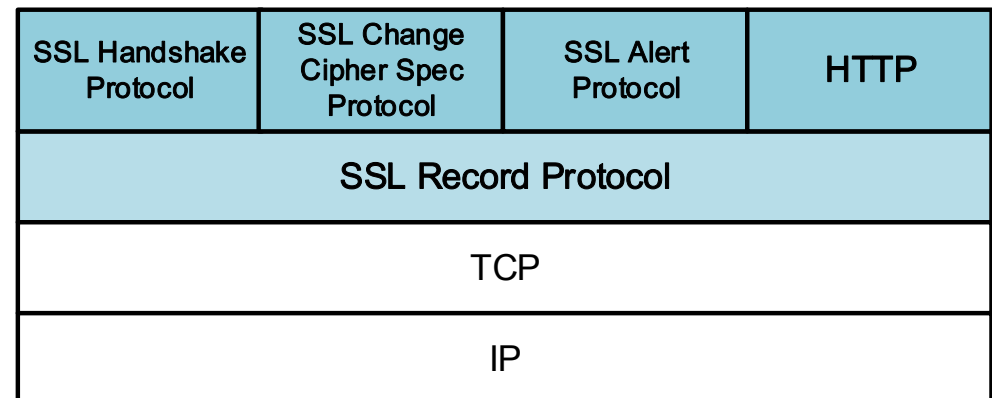 SSL Handshake
Protocol
SSL Change
Cipher Spec
Protocol
SSL Alert
Protocol
HTTP
SSL Record Protocol
TCP
IP